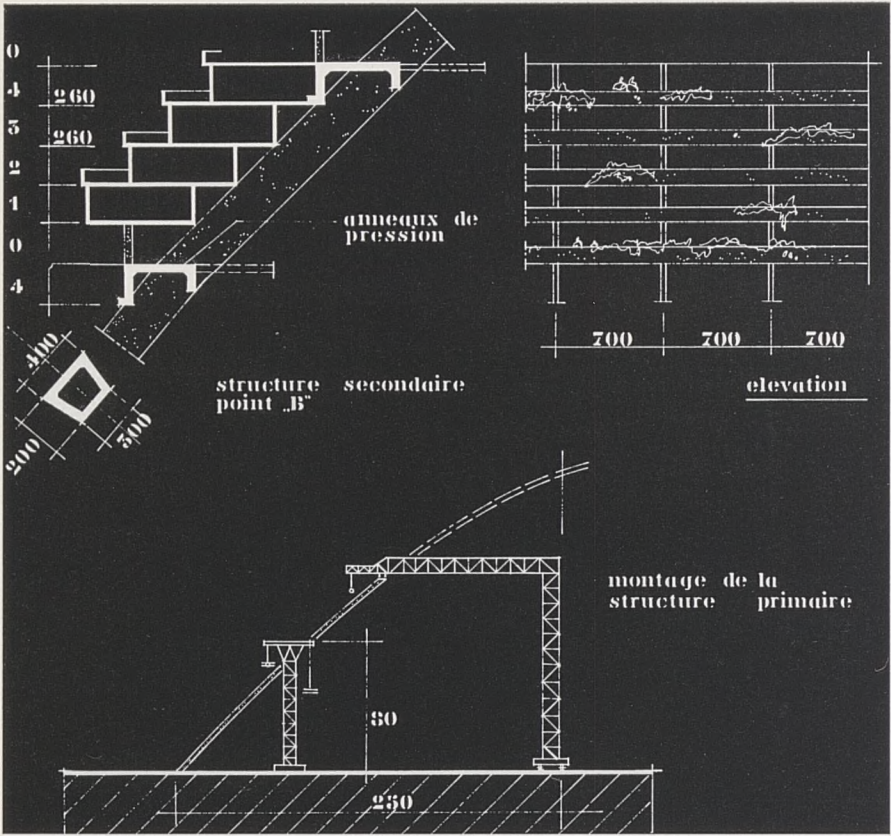 0
4
260
3
260
2
1
0
4
anneaux de
pression
400
200
300
structure secondaire
point „B"
700 700 700
elevation
montage de la
structure primaire
80
250